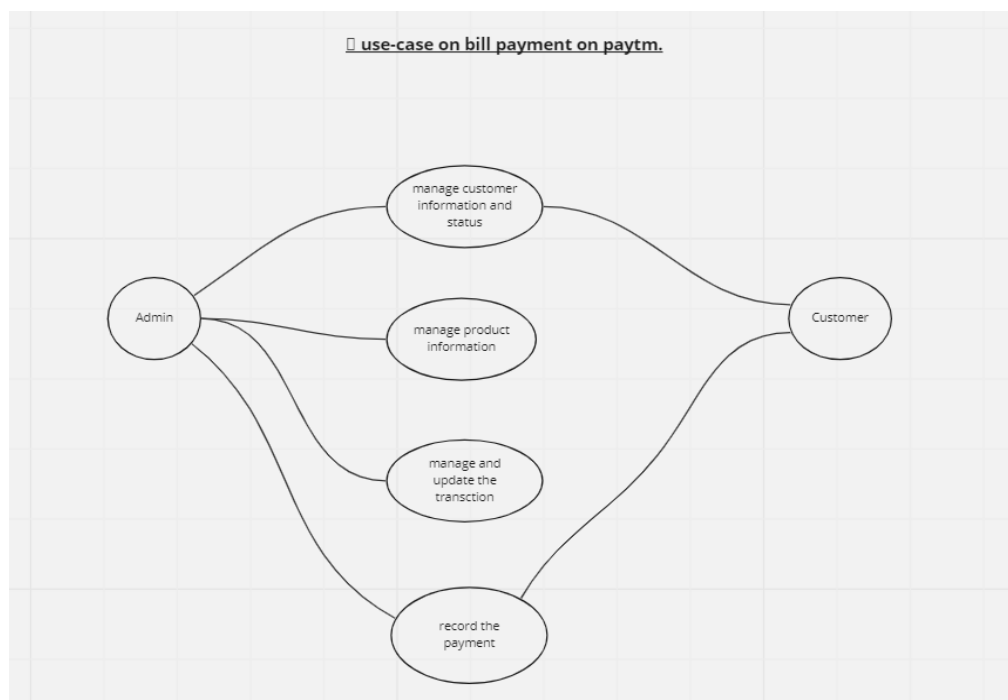 use-case on bill payment on paytm.
manage customer
information and
status
Admin
Customer
manage product
information
manage and
update the
transction
record the
payment